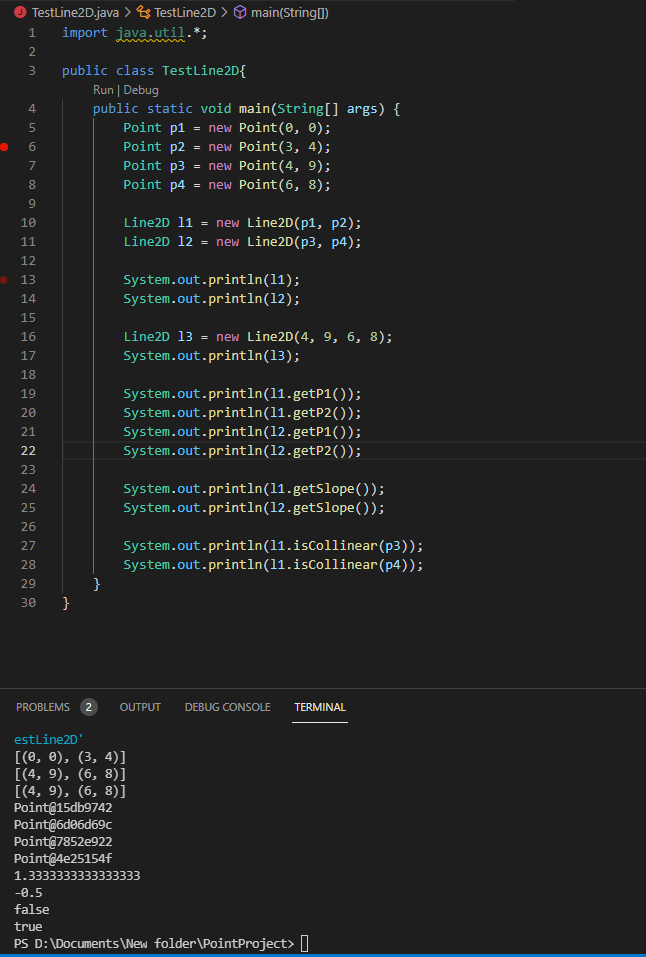 TestLine2D.java > TestLine2D > main(String[])
1 import java.util.*;
2
3 public class TestLine2D{
Run | Debug
4 public static void main(String[] args) {
5 Point p1 = new Point(0, 0);
6 Point p2 = new Point(3, 4);
7 Point p3 = new Point(4, 9);
8 Point p4 = new Point(6, 8);
9
10 Line2D l1 = new Line2D(p1, p2);
11 Line2D l2 = new Line2D(p3, p4);
12
13 System.out.println(l1);
14 System.out.println(l2);
15
16 Line2D l3 = new Line2D(4, 9, 6, 8);
17 System.out.println(l3);
18
19 System.out.println(l1.getP1());
20 System.out.println(l1.getP2());
21 System.out.println(l2.getP1());
22 System.out.println(l2.getP2());
23
24 System.out.println(l1.getSlope());
25 System.out.println(l2.getSlope());
26
27 System.out.println(l1.isCollinear(p3));
28 System.out.println(l1.isCollinear(p4));
29 }
30 }
PROBLEMS 2 OUTPUT DEBUG CONSOLE TERMINAL
estLine2D'
[(0, 0), (3, 4)]
[(4, 9), (6, 8)]
[(4, 9), (6, 8)]
Point@15db9742
Point@6d06d69c
Point@7852e922
Point@4e25154f
1.3333333333333333
-0.5
false
true
PS D:\Documents\New folder\PointProject>